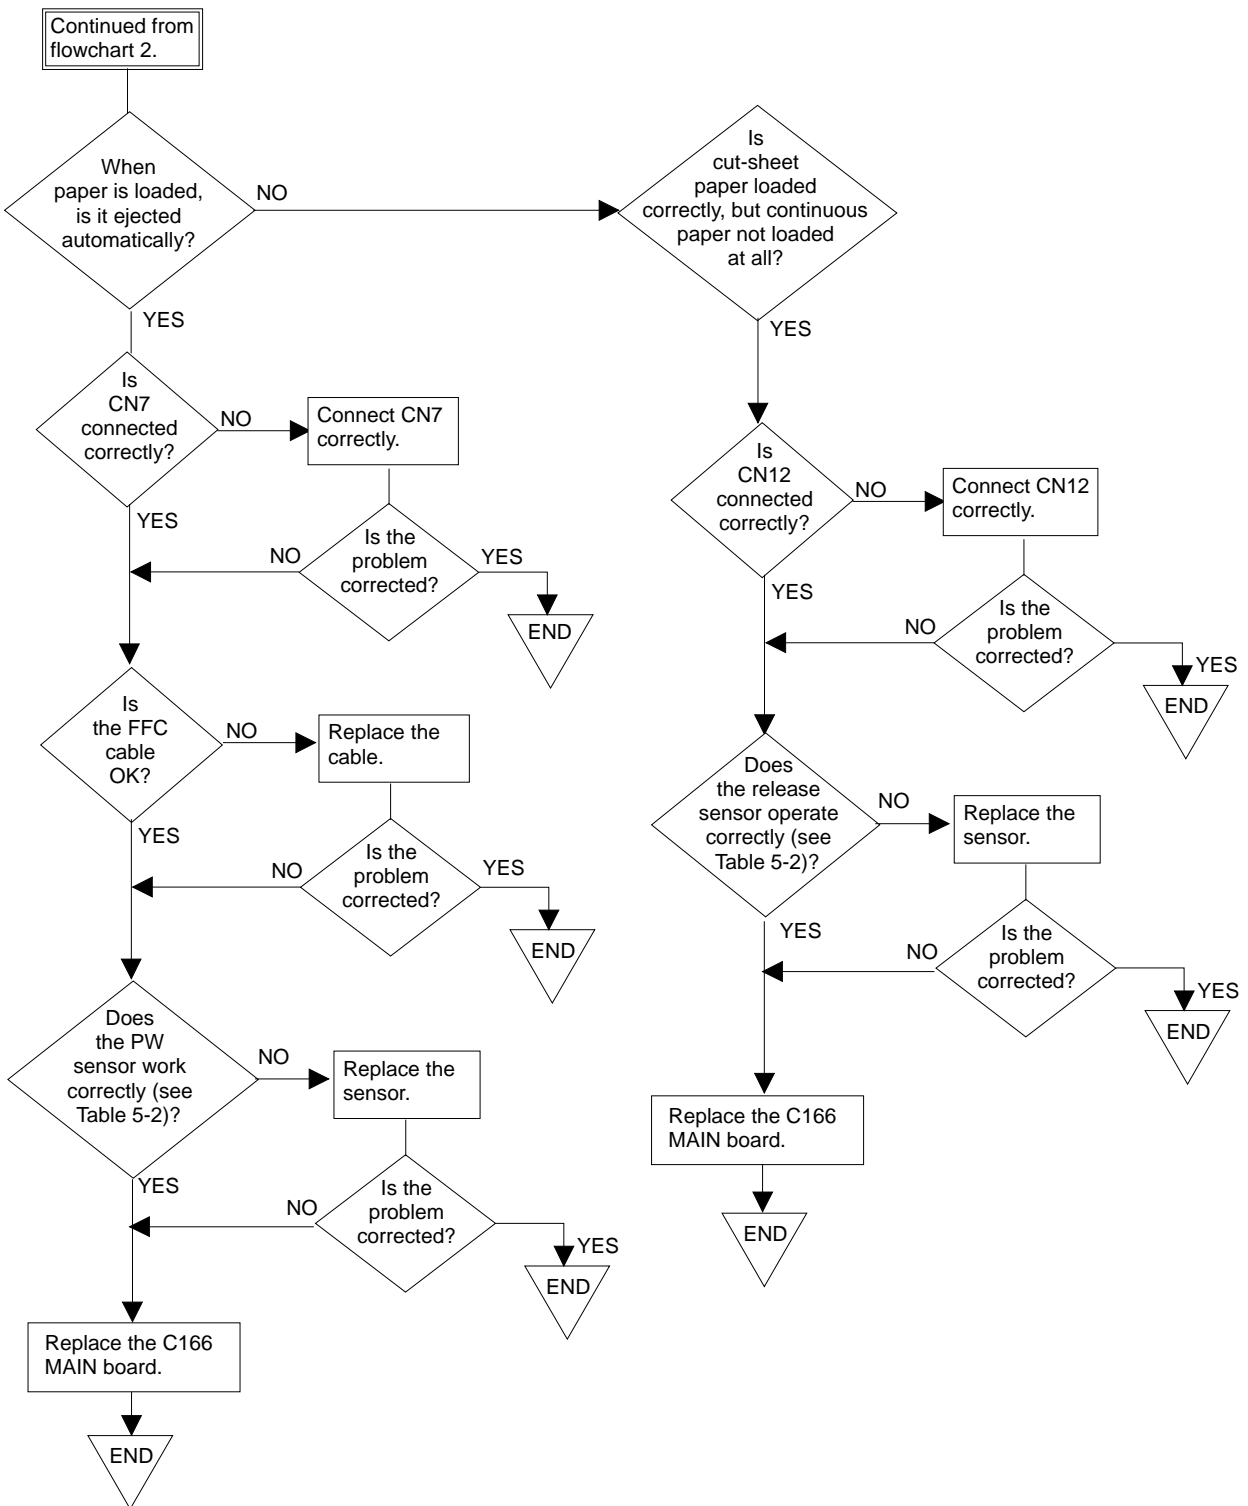 Continued from
flowchart 2.
When
paper is loaded,
is it ejected
automatically?
NO
YES
Is
cut-sheet
paper loaded
correctly, but continuous
paper not loaded
at all?
YES
Is
CN7
connected
correctly?
NO
Connect CN7
correctly.
YES
Is the
problem
corrected?
NO
YES
END
Is
the FFC
cable
OK?
NO
Replace the
cable.
YES
Is the
problem
corrected?
NO
YES
END
Does
the PW
sensor work
correctly (see
Table 5-2)?
NO
Replace the
sensor.
YES
Is the
problem
corrected?
NO
YES
END
Replace the C166
MAIN board.
END
Is
CN12
connected
correctly?
NO
Connect CN12
correctly.
YES
Is the
problem
corrected?
NO
YES
END
Does
the release
sensor operate
correctly (see
Table 5-2)?
NO
Replace the
sensor.
YES
Is the
problem
corrected?
NO
YES
END
Replace the C166
MAIN board.
END